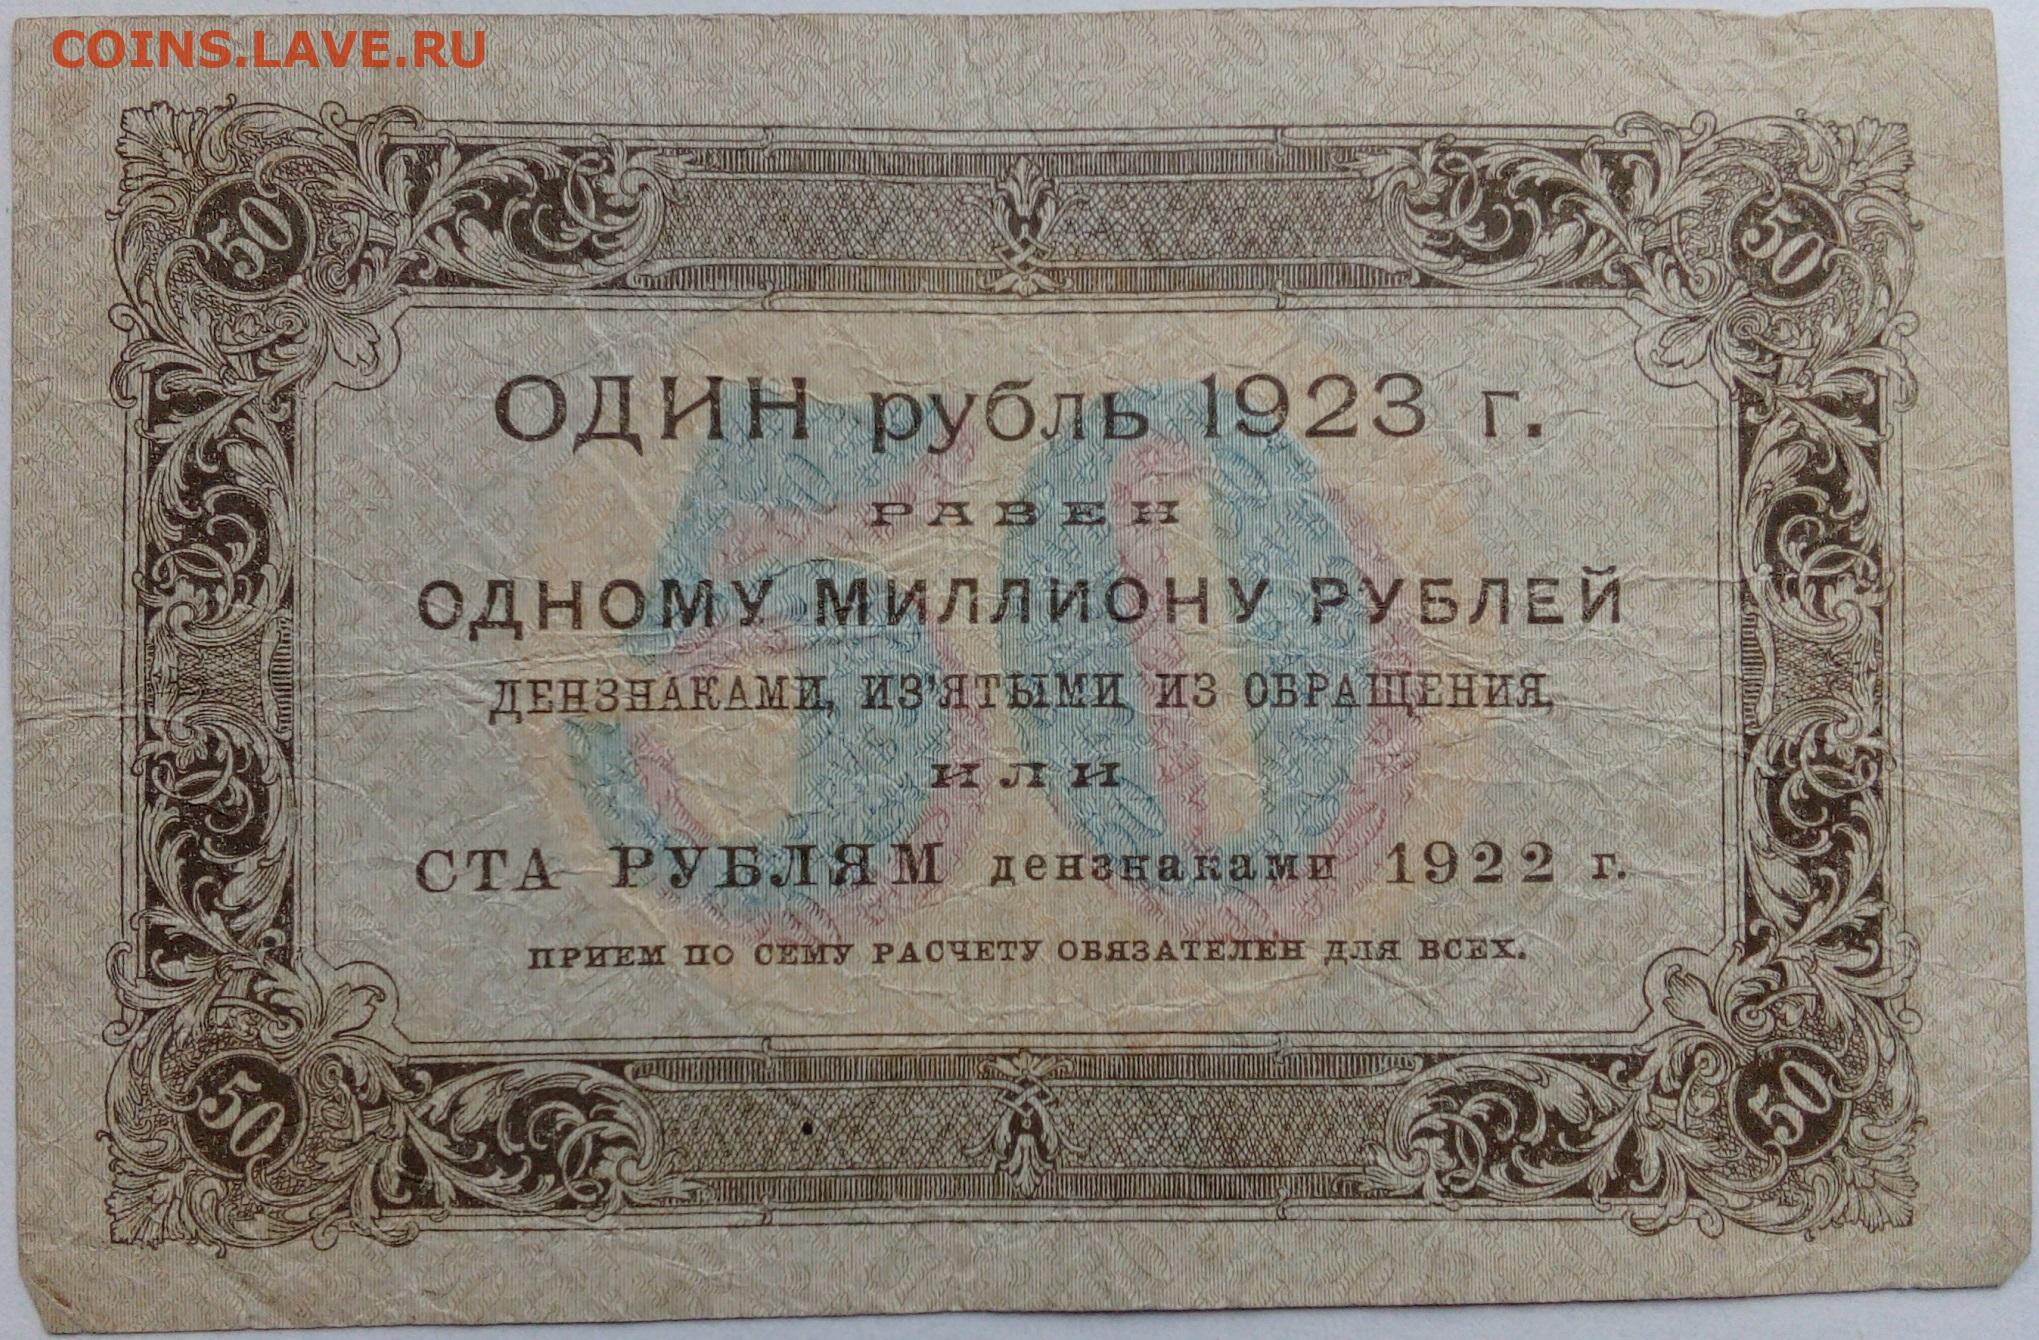 COINS.LAVE.RU
50 50
ОДИН рубль 1923 г.
РАВЕН
ОДНОМУ МИЛЛИОНУ РУБЛЕЙ
ДЕНЗНАКАМИ, ИЗ'ЯТЫМИ ИЗ ОБРАЩЕНИЯ,
ИЛИ
СТА РУБЛЯМ дензнаками 1922 г.
ПРИЕМ ПО СЕМУ РАСЧЕТУ ОБЯЗАТЕЛЕН ДЛЯ ВСЕХ.
50
50 50